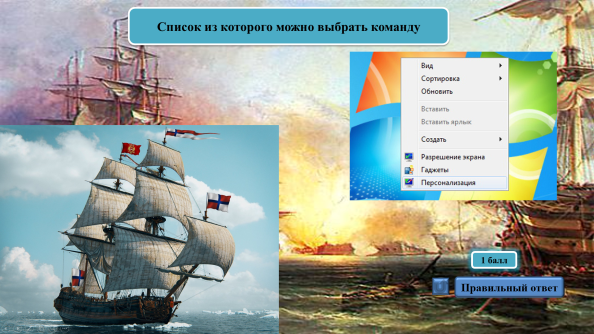 Список из которого можно выбрать команду
Вид
Сортировка
Обновить
Вставить
Вставить ярлык
Создать
Разрешение экрана
Гаджеты
Персонализация
1 балл
Правильный ответ